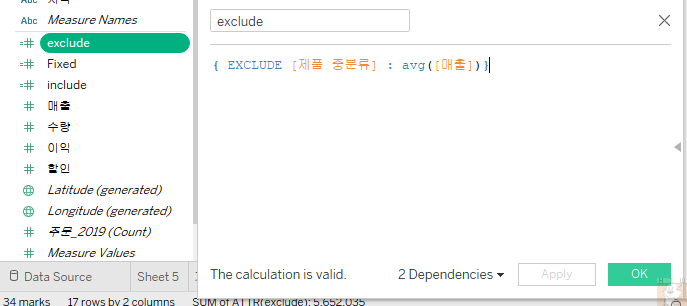 Abc Measure Names
exclude
Fixed
include
매출
수량
이익
할인
Latitude (generated)
Longitude (generated)
주문_2019 (Count)
Measure Values
Data Source
Sheet 5
34 marks
17 rows by 2 columns
SUM of ATTR(exclude): 5,652,035
exclude
{ EXCLUDE [제품 중분류] : avg([매출])}
The calculation is valid.
2 Dependencies
Apply
OK